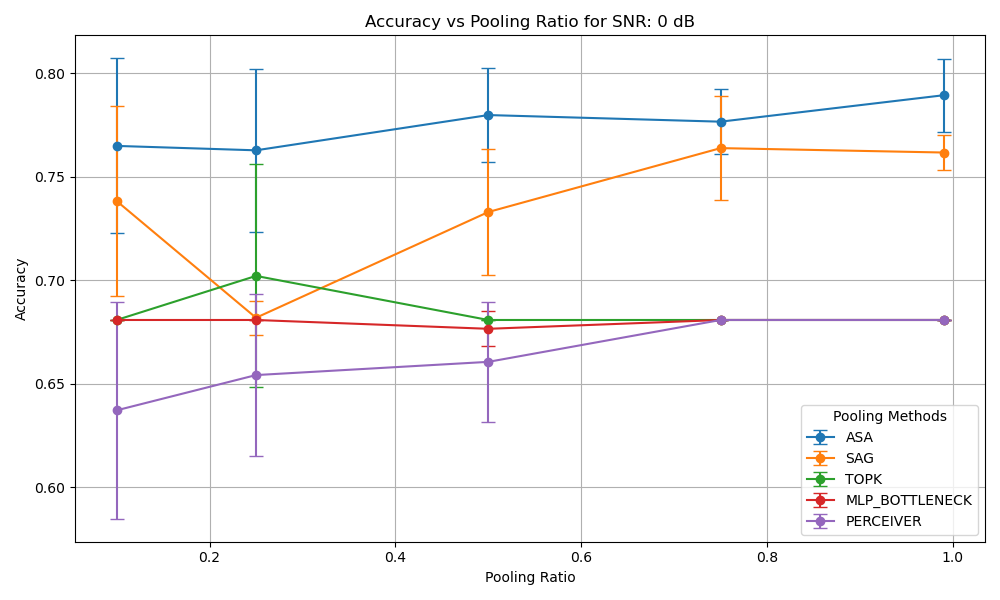 Accuracy vs Pooling Ratio for SNR: 0 dB
Accuracy
0.80
0.75
0.70
0.65
0.60
0.2
0.4
0.6
0.8
1.0
Pooling Ratio
Pooling Methods
ASA
SAG
TOPK
MLP_BOTTLENECK
PERCEIVER